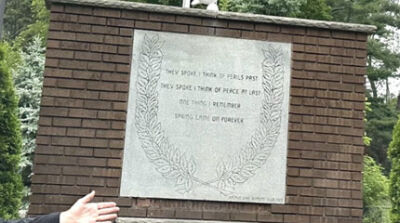 THEY SPOKE I THINK OF PERILS PAST
THEY SPOKE I THINK OF PEACE AT LAST
ONE THING I REMEMBER
SPRING CAME ON FOREVER